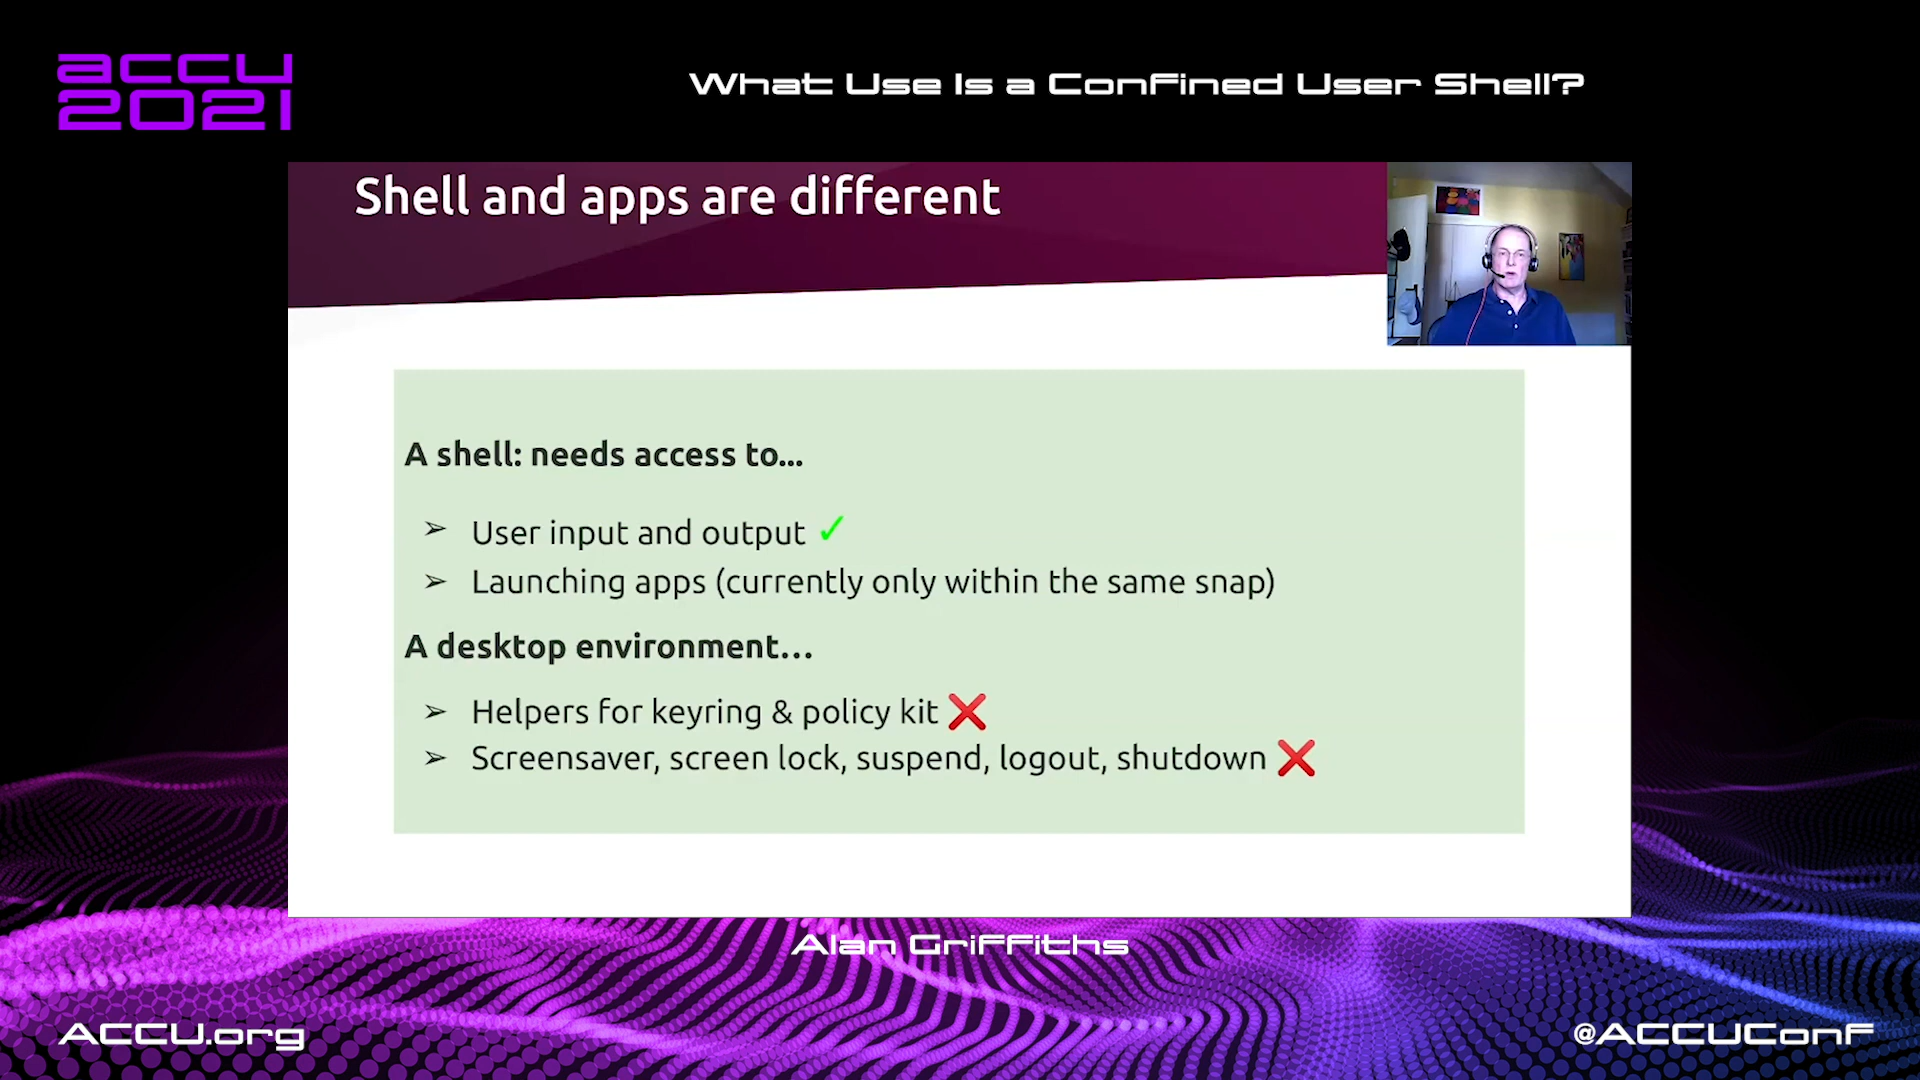 accu
2021
What Use Is a Confined User Shell?
Shell and apps are different
A shell: needs access to...
➢ User input and output ✓
➢ Launching apps (currently only within the same snap)
A desktop environment…
➢ Helpers for keyring & policy kit ❌
➢ Screensaver, screen lock, suspend, logout, shutdown ❌
Alan Griffiths
ACCU.org
@ACCUConf